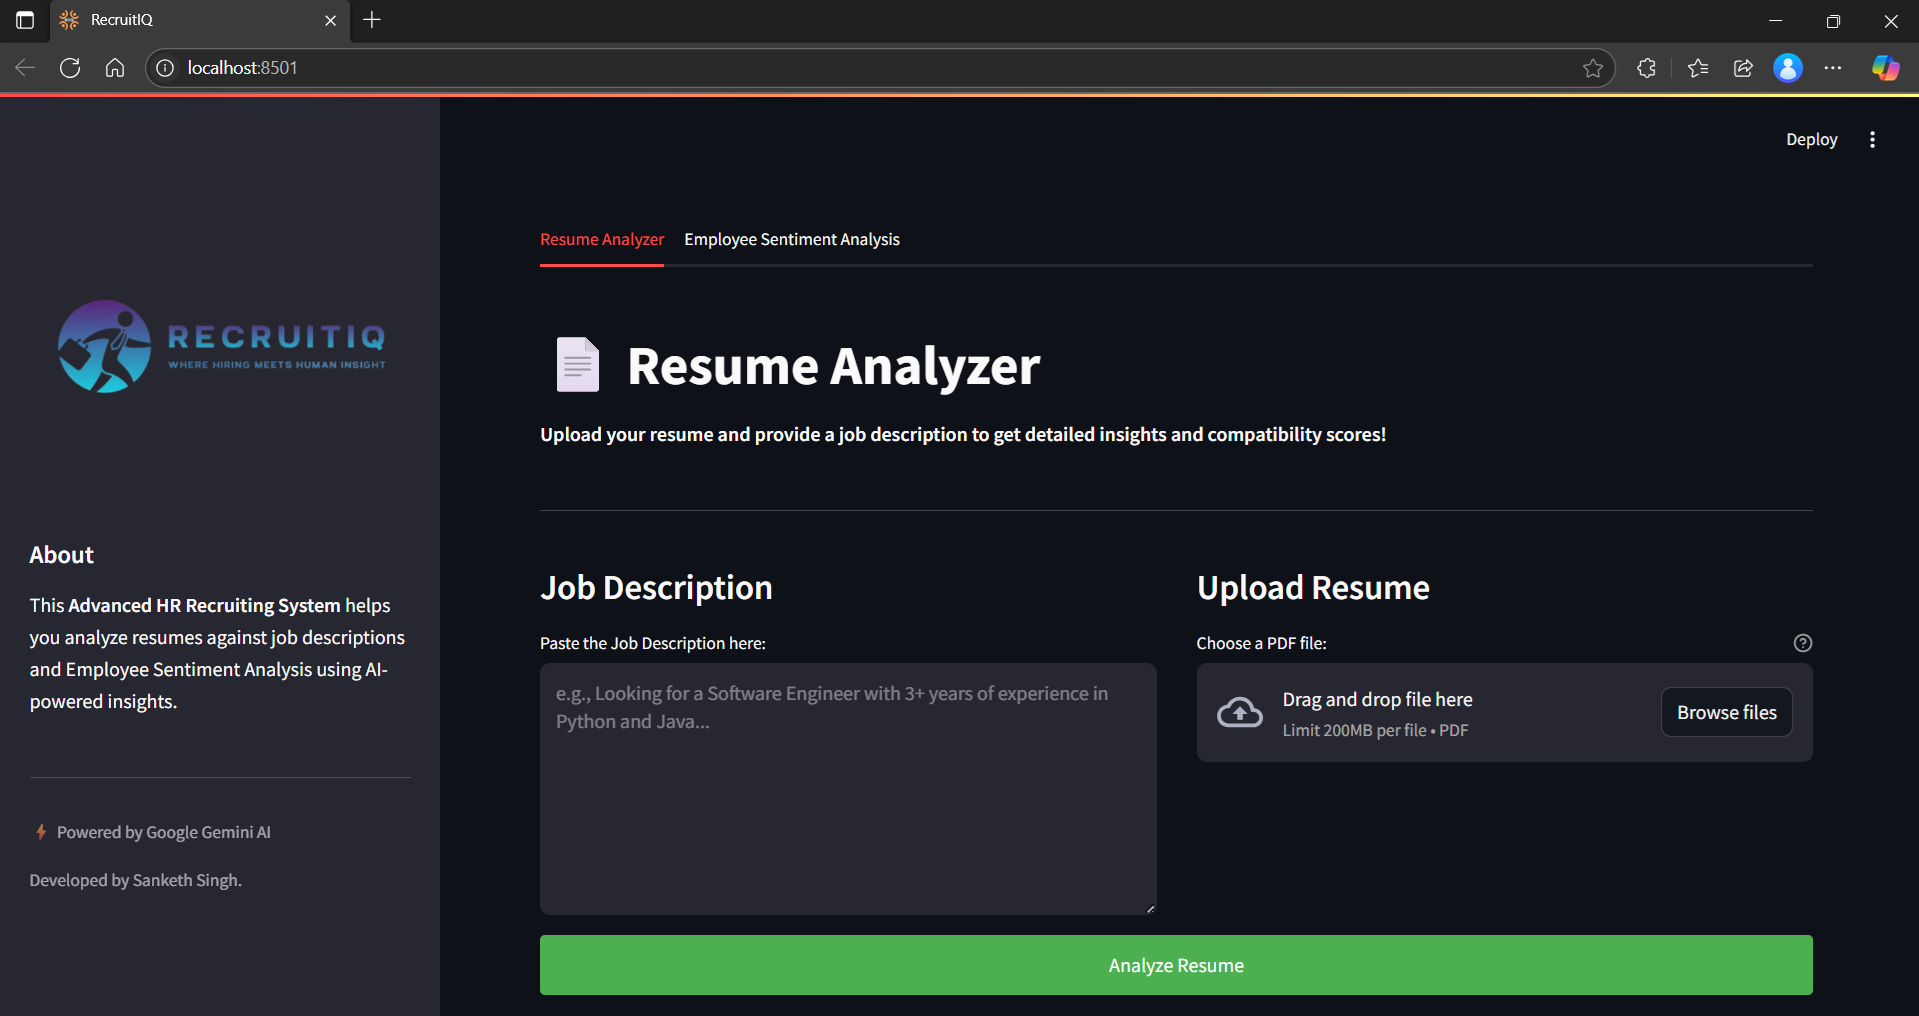 RecruitIQ
localhost:8501
Deploy
RECRUITIQ
WHERE HIRING MEETS HUMAN INSIGHT
About
This Advanced HR Recruiting System helps
you analyze resumes against job descriptions
and Employee Sentiment Analysis using AI-
powered insights.
Powered by Google Gemini AI
Developed by Sanketh Singh.
Resume Analyzer
Employee Sentiment Analysis
Resume Analyzer
Upload your resume and provide a job description to get detailed insights and compatibility scores!
Job Description
Paste the Job Description here:
e.g., Looking for a Software Engineer with 3+ years of experience in
Python and Java...
Upload Resume
Choose a PDF file:
Drag and drop file here
Limit 200MB per file • PDF
Browse files
Analyze Resume